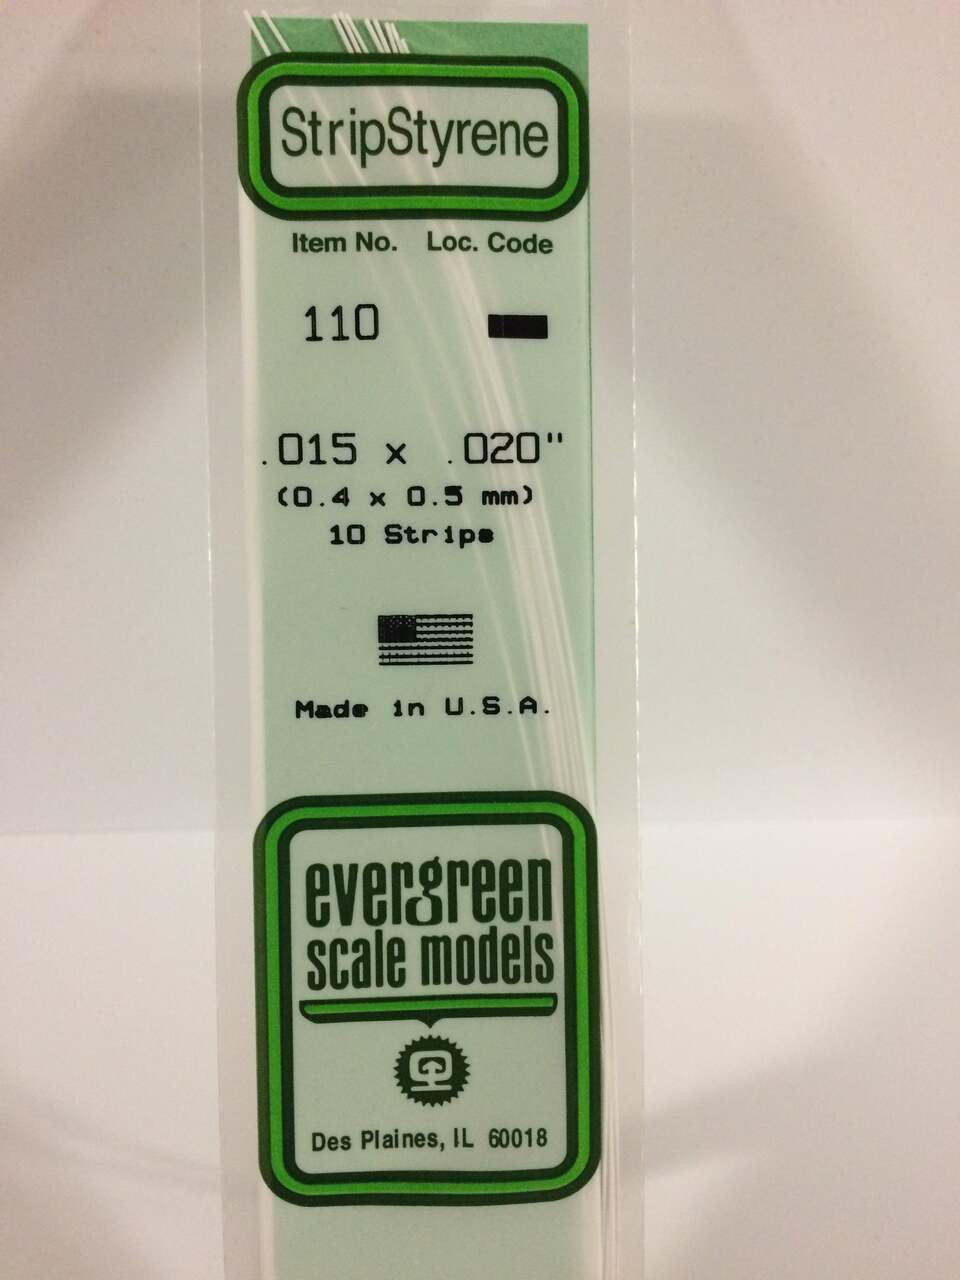 StripStyrene
Item No. Loc. Code
110
.015 x .020"
(0.4 x 0.5 mm)
10 Strips
Made in U.S.A.
evergreen
scale models
Des Plaines, IL 60018